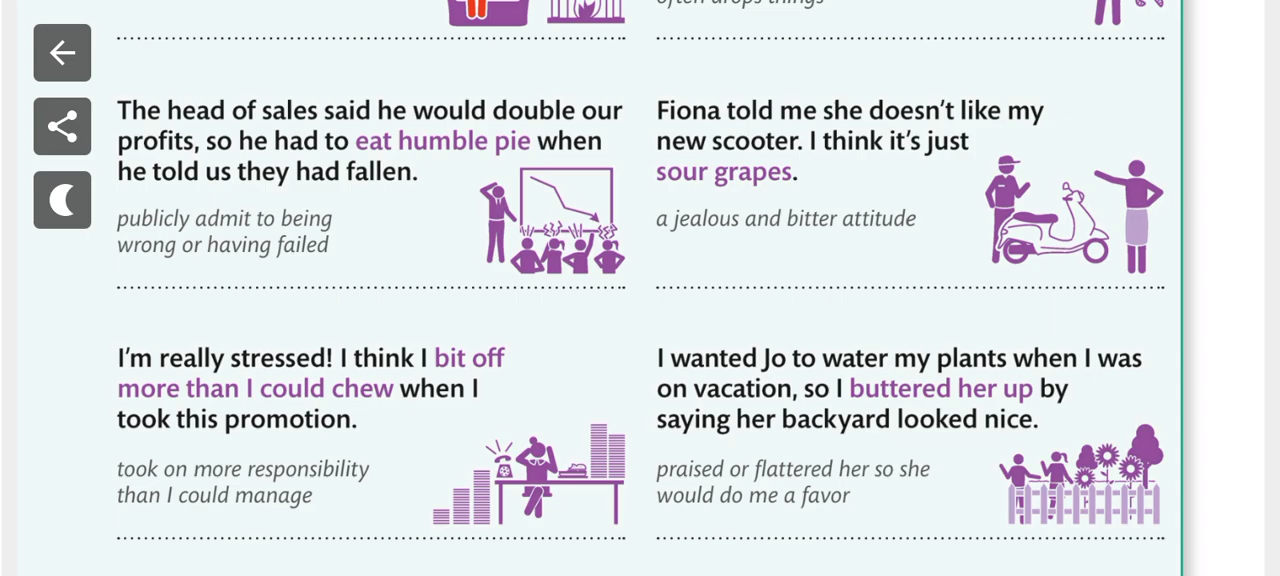 often drops things
The head of sales said he would double our
profits, so he had to eat humble pie when
he told us they had fallen.
publicly admit to being
wrong or having failed
Fiona told me she doesn't like my
new scooter. I think it's just
sour grapes.
a jealous and bitter attitude
I'm really stressed! I think I bit off
more than I could chew when I
took this promotion.
took on more responsibility
than I could manage
I wanted Jo to water my plants when I was
on vacation, so I buttered her up by
saying her backyard looked nice.
praised or flattered her so she
would do me a favor